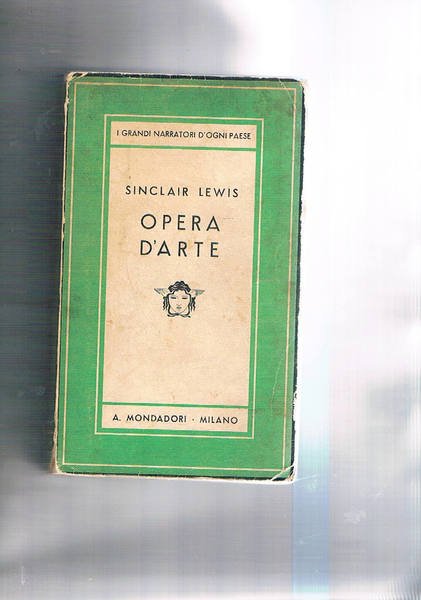 I GRANDI NARRATORI D'OGNI PAESE
SINCLAIR LEWIS
OPERA
D'ARTE
A. MONDADORI · MILANO